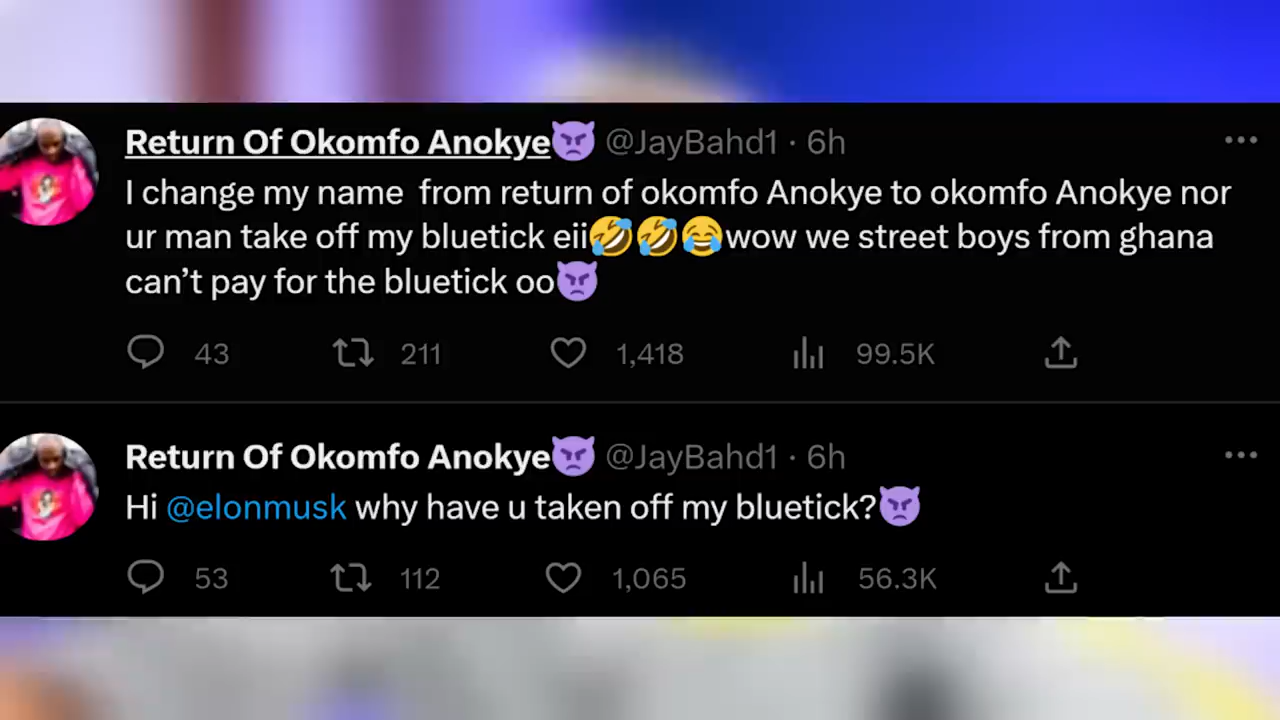 Return Of Okomfo Anokye👿 @JayBahd1 · 6h
I change my name  from return of okomfo Anokye to okomfo Anokye nor
ur man take off my bluetick eii🤣🤣😂wow we street boys from ghana
can’t pay for the bluetick oo👿
43 211 1,418 99.5K
Return Of Okomfo Anokye👿 @JayBahd1 · 6h
Hi @elonmusk why have u taken off my bluetick?👿
53 112 1,065 56.3K